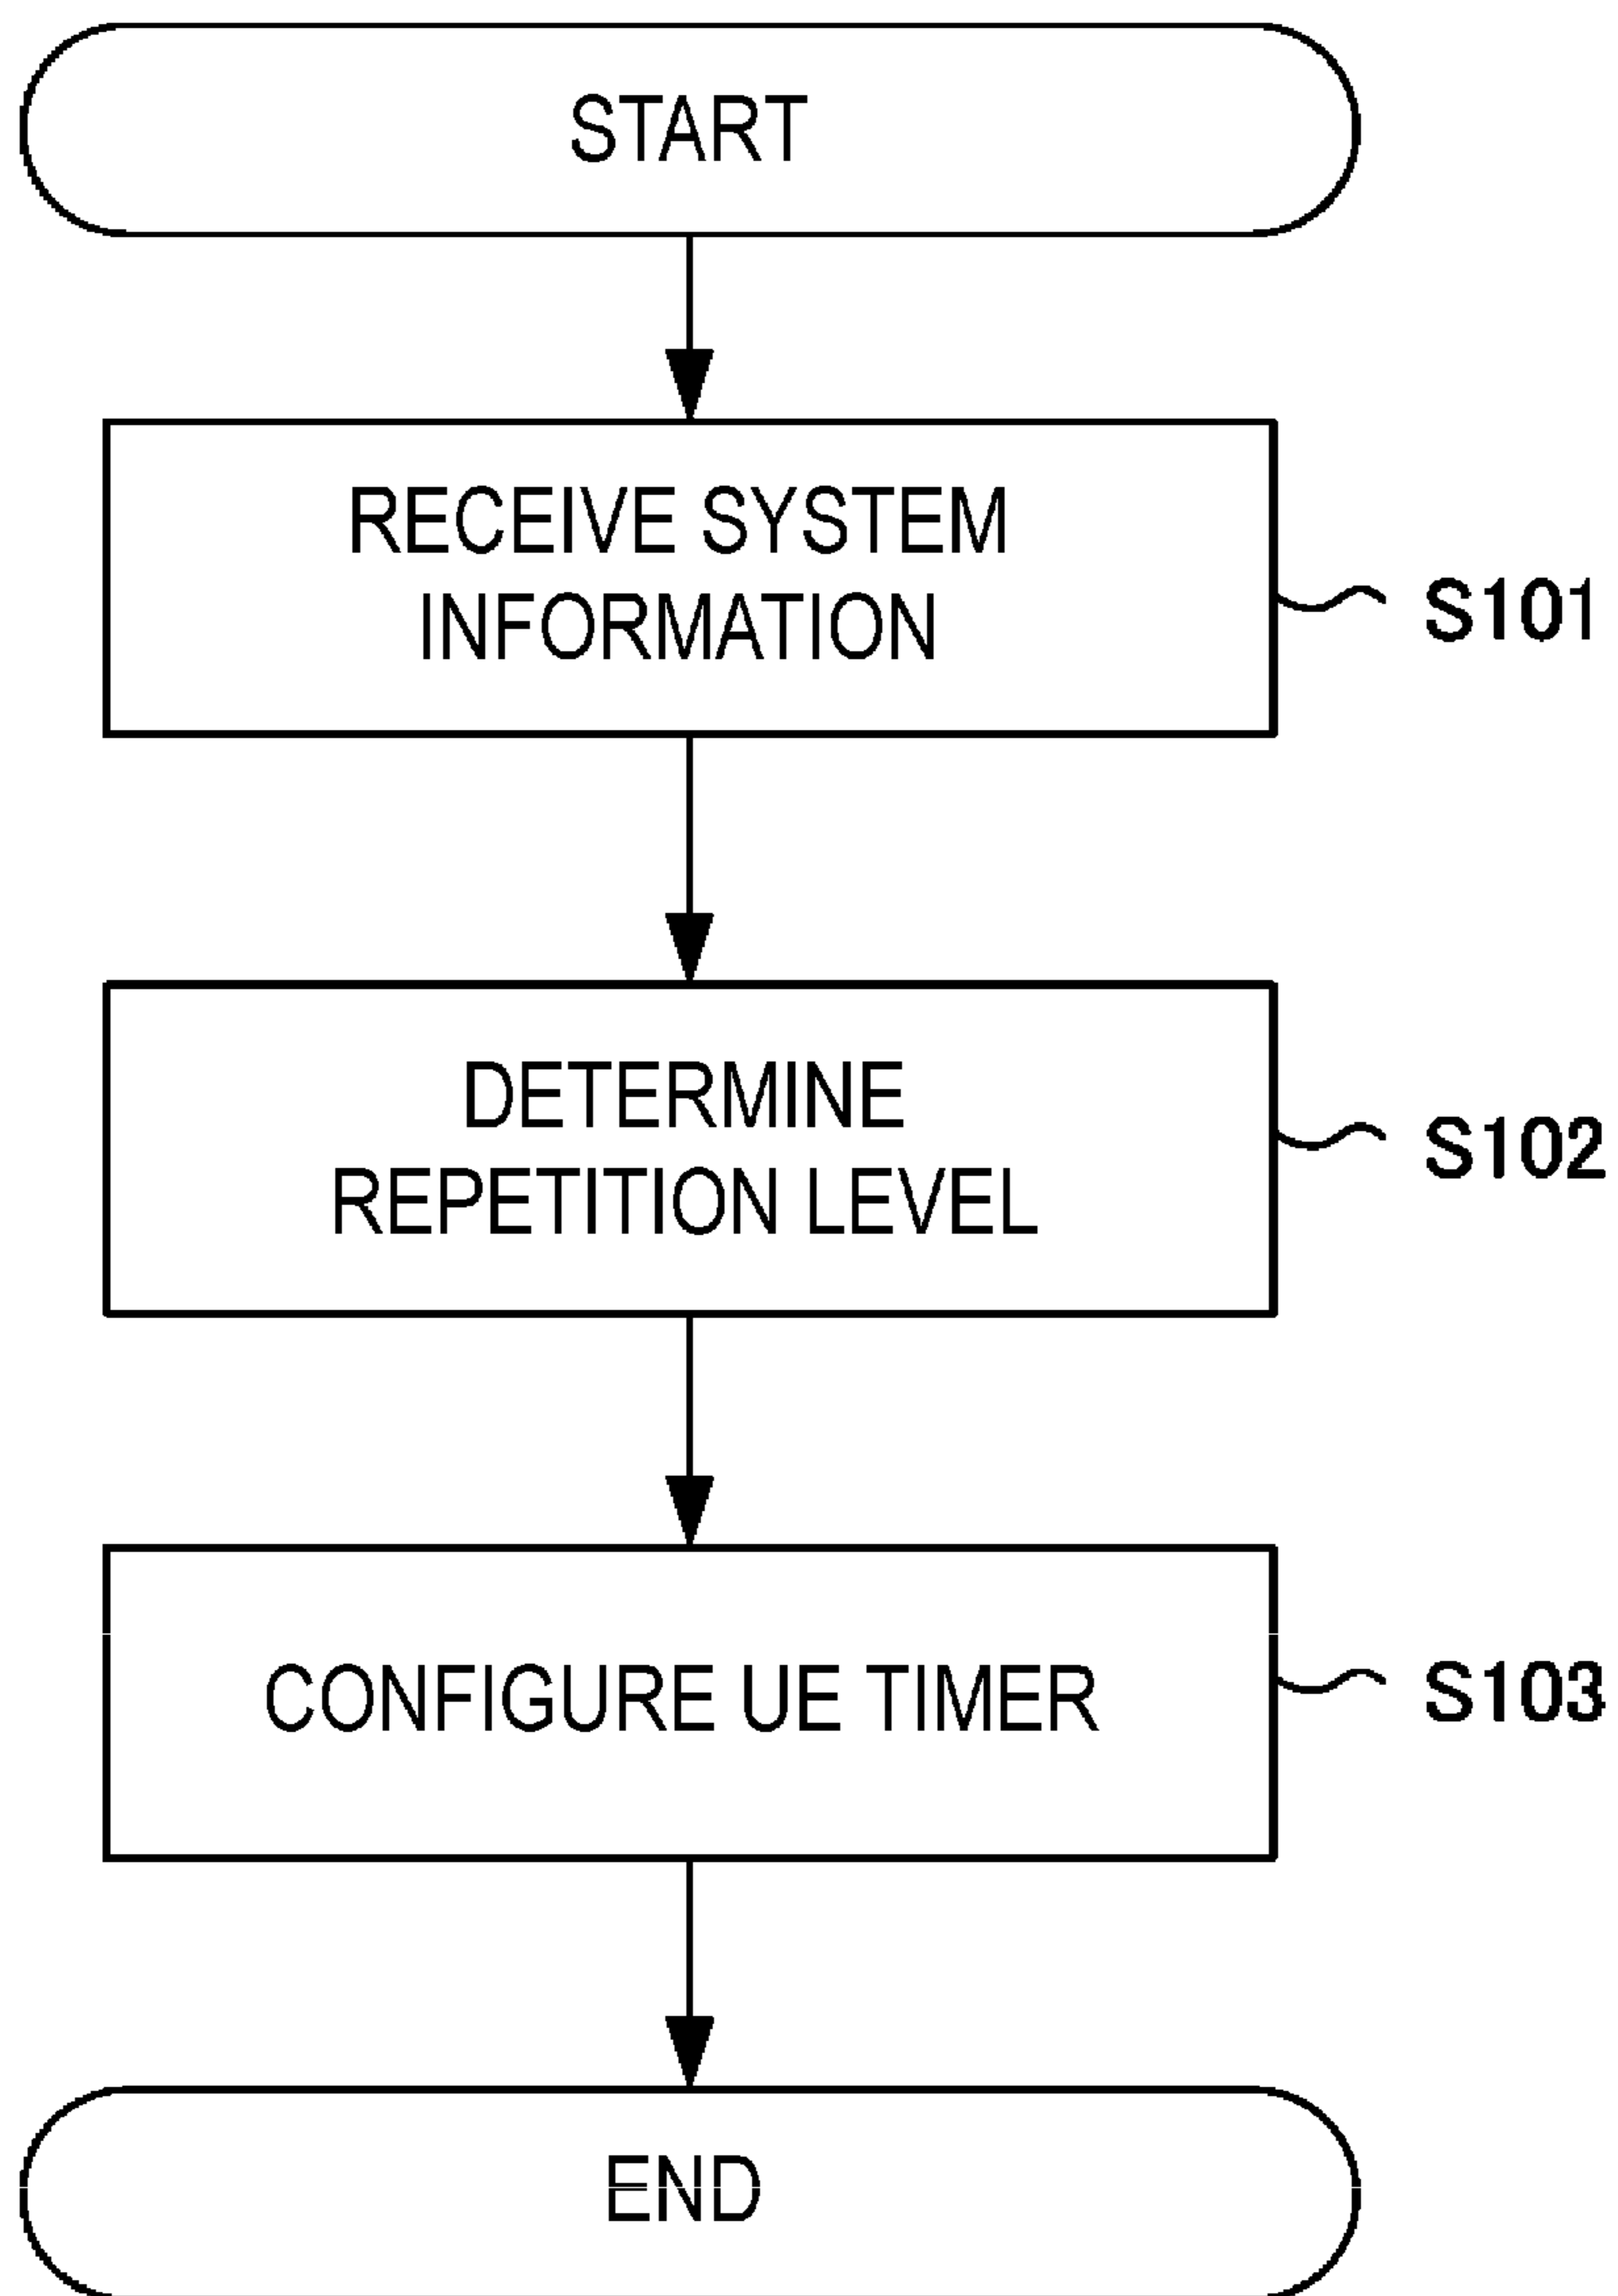 START
RECEIVE SYSTEM
INFORMATION
S101
DETERMINE
REPETITION LEVEL
S102
CONFIGURE UE TIMER
S103
END